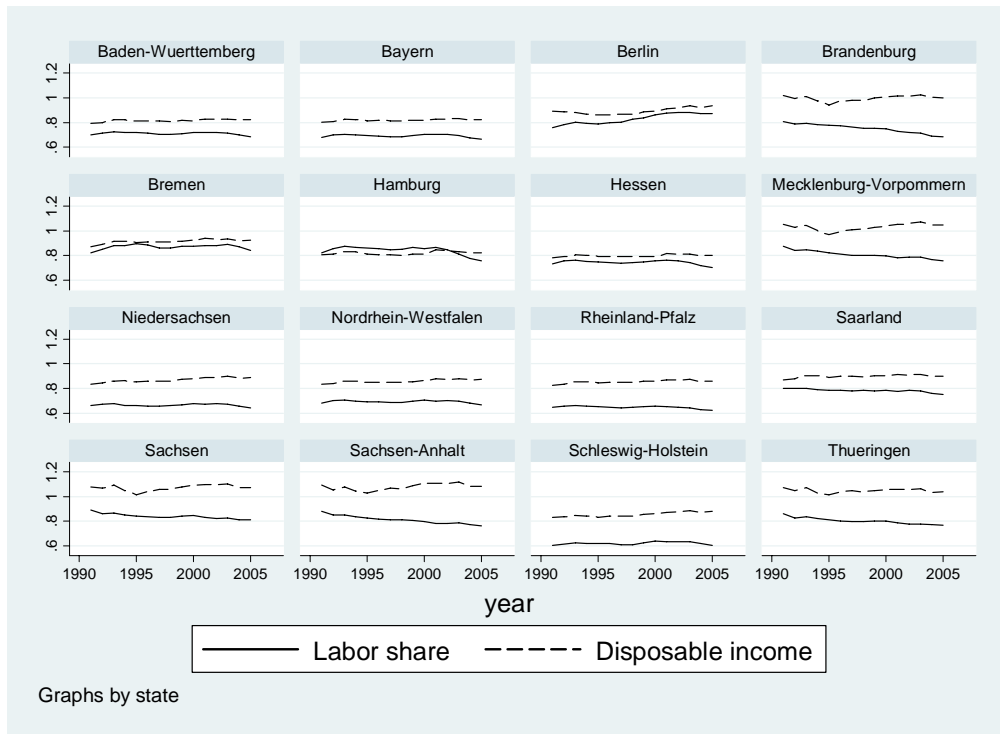 Baden-Wuerttemberg Bayern Berlin Brandenburg
.6 .8 1 1.2
Bremen Hamburg Hessen Mecklenburg-Vorpommern
.6 .8 1 1.2
Niedersachsen Nordrhein-Westfalen Rheinland-Pfalz Saarland
.6 .8 1 1.2
Sachsen Sachsen-Anhalt Schleswig-Holstein Thueringen
.6 .8 1 1.2
1990 1995 2000 2005 1990 1995 2000 2005 1990 1995 2000 2005 1990 1995 2000 2005
year
Labor share Disposable income
Graphs by state